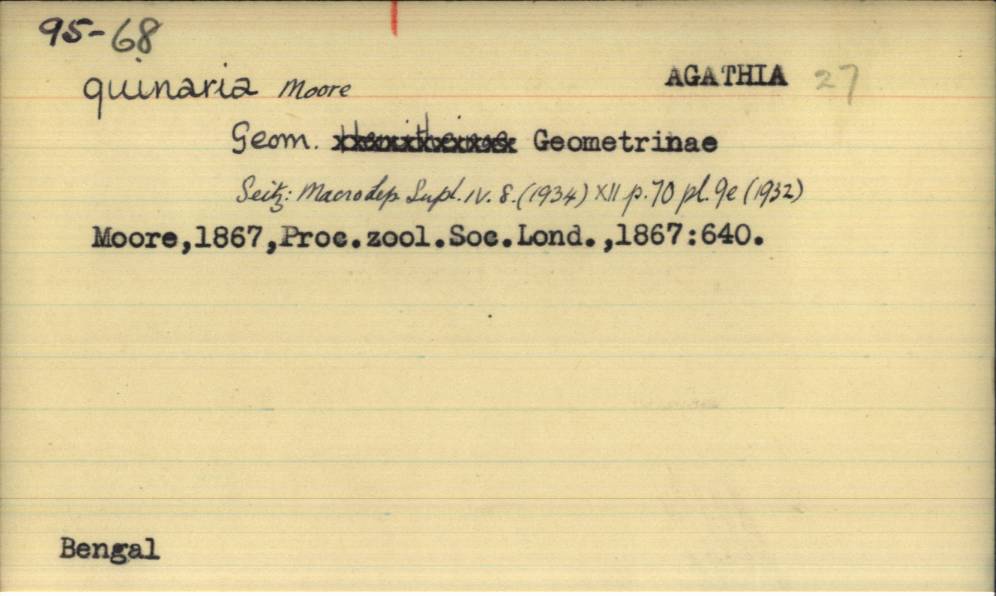 95-68
quinaria Moore AGATHIA 27
Geom. Geometrinae
Seitz: Macrolep. Supl. IV. 8. (1934) XII p.70 pl.9e (1932)
Moore,1867,Proc.zool.Soc.Lond.,1867:640.
Bengal